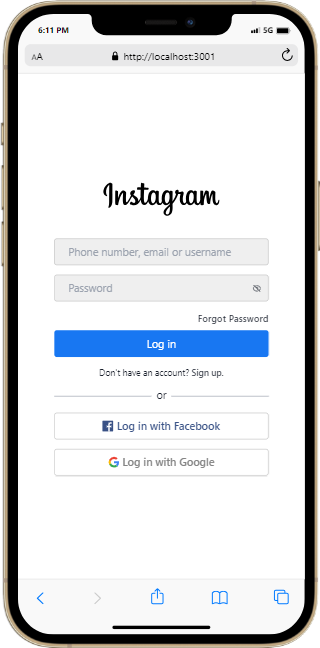 6:11 PM 5G
AA http://localhost:3001
Instagram
Phone number, email or username
Password
Forgot Password
Log in
Don't have an account? Sign up.
or
Log in with Facebook
Log in with Google